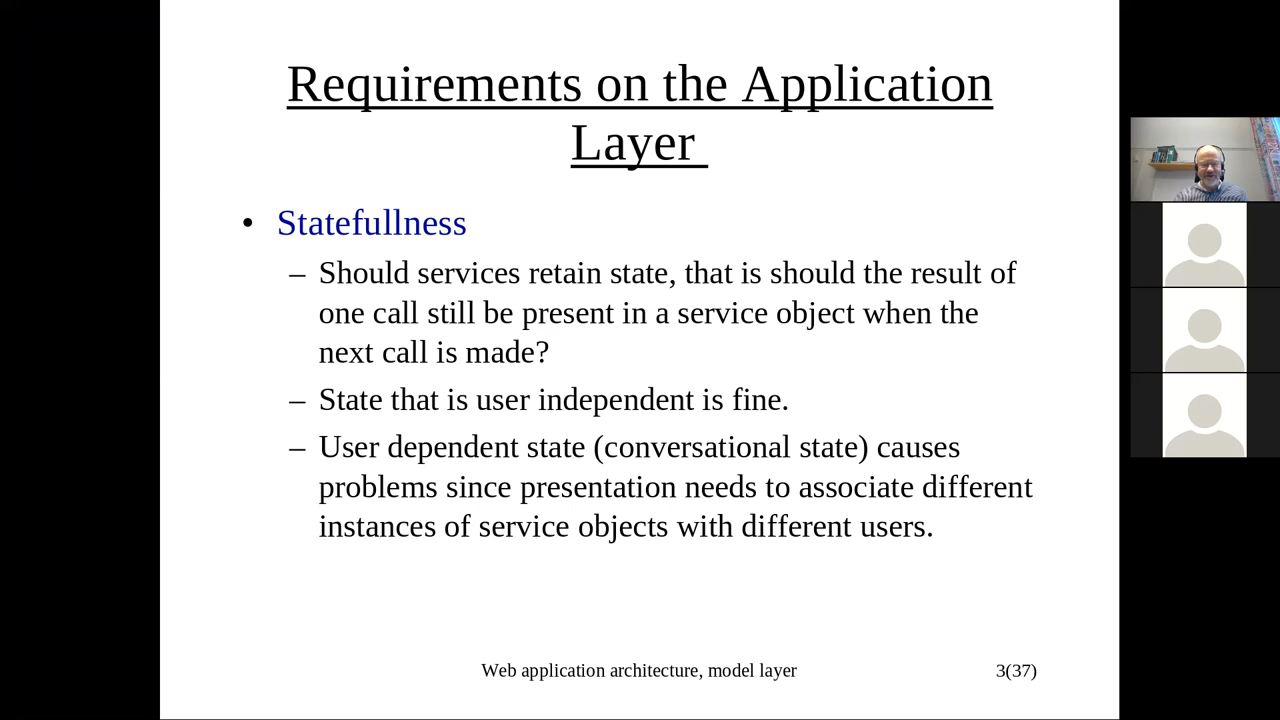 Requirements on the Application
Layer
• Statefullness
– Should services retain state, that is should the result of
one call still be present in a service object when the
next call is made?
– State that is user independent is fine.
– User dependent state (conversational state) causes
problems since presentation needs to associate different
instances of service objects with different users.
Web application architecture, model layer
3(37)